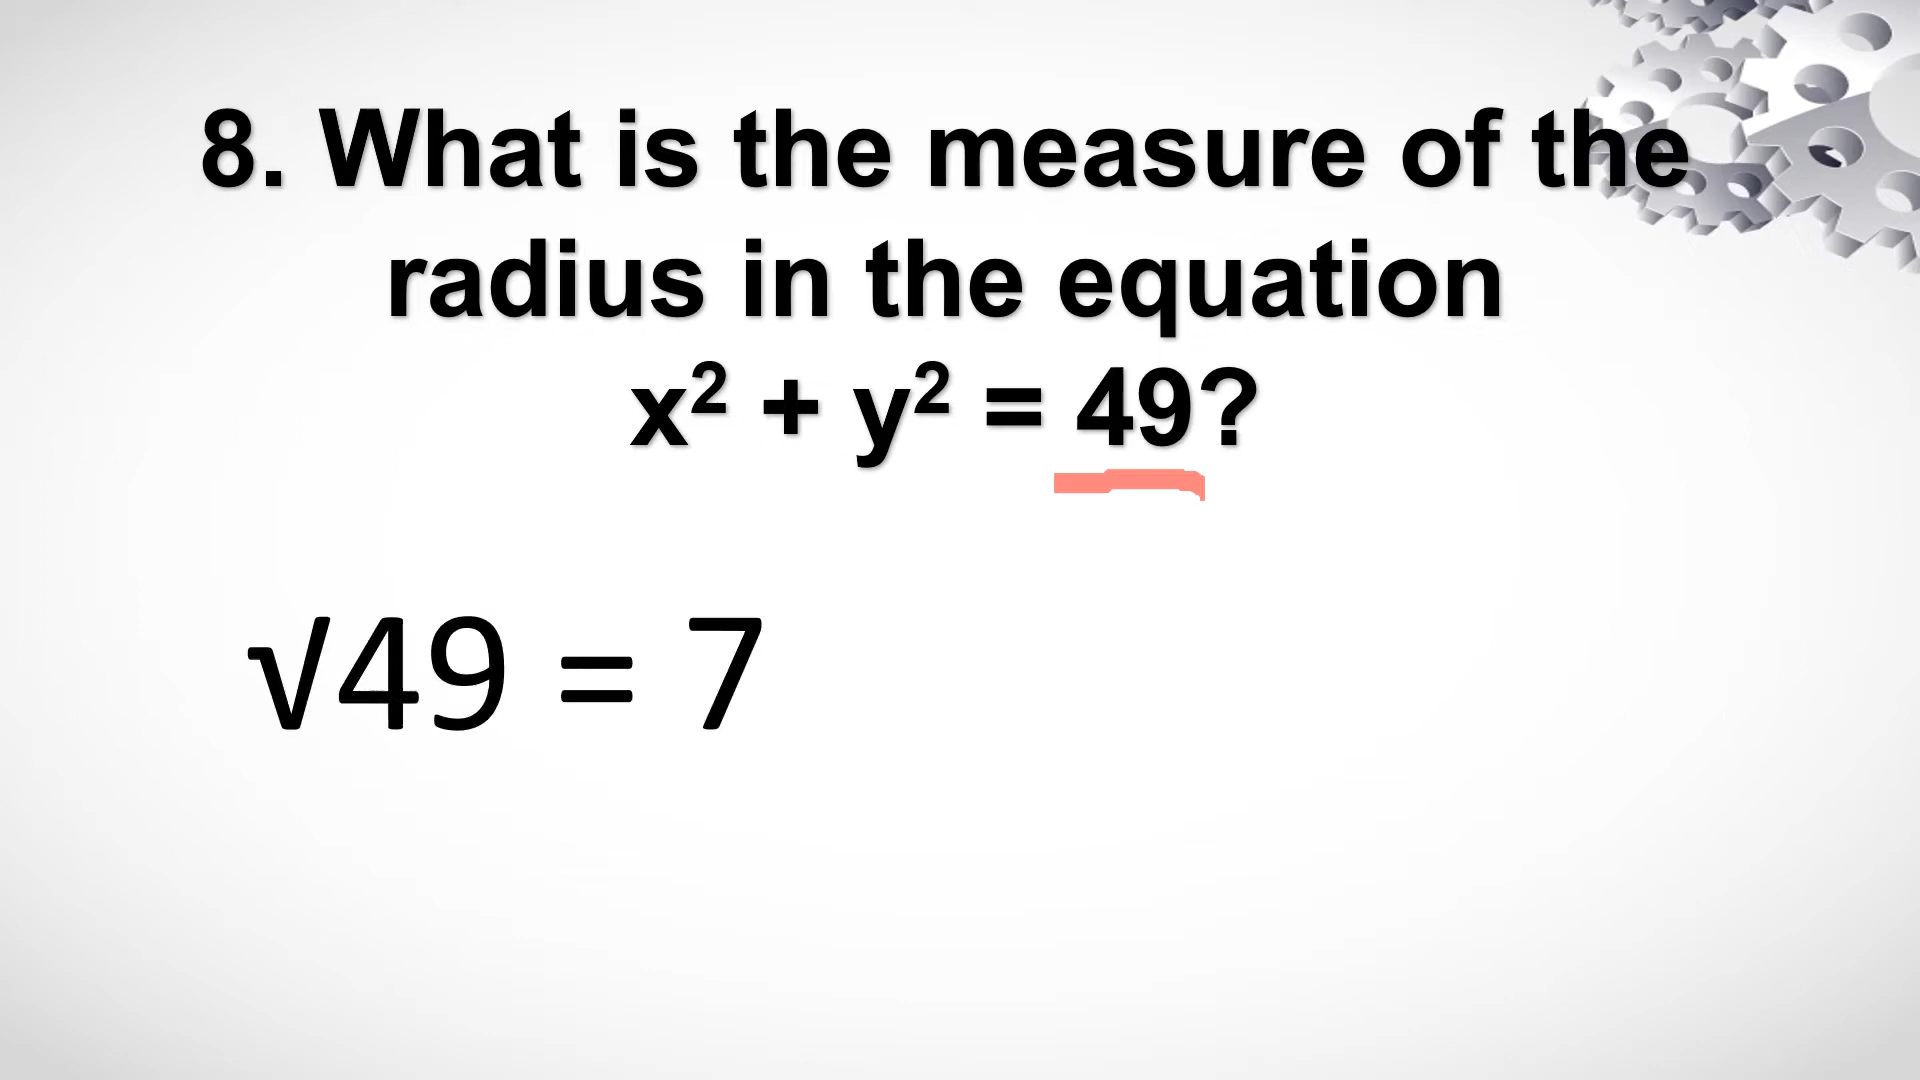 8. What is the measure of the
radius in the equation
x² + y² = 49?
√49 = 7